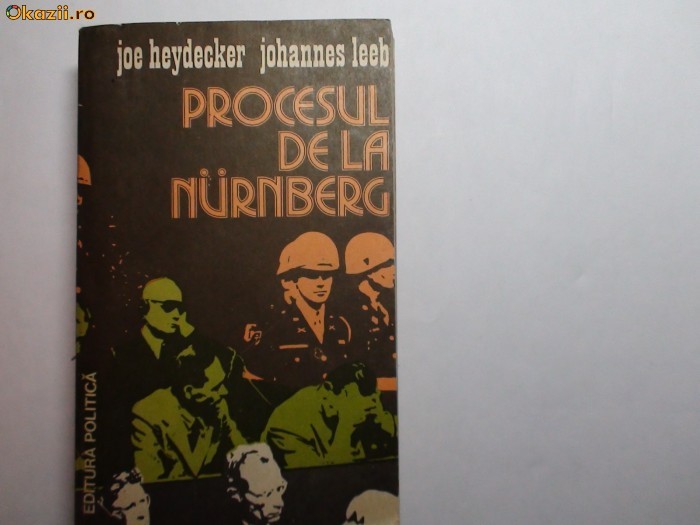 Okazii.ro
joe heydecker johannes leeb
PROCESUL
DE LA
NÜRNBERG
EDITURA POLITICĂ